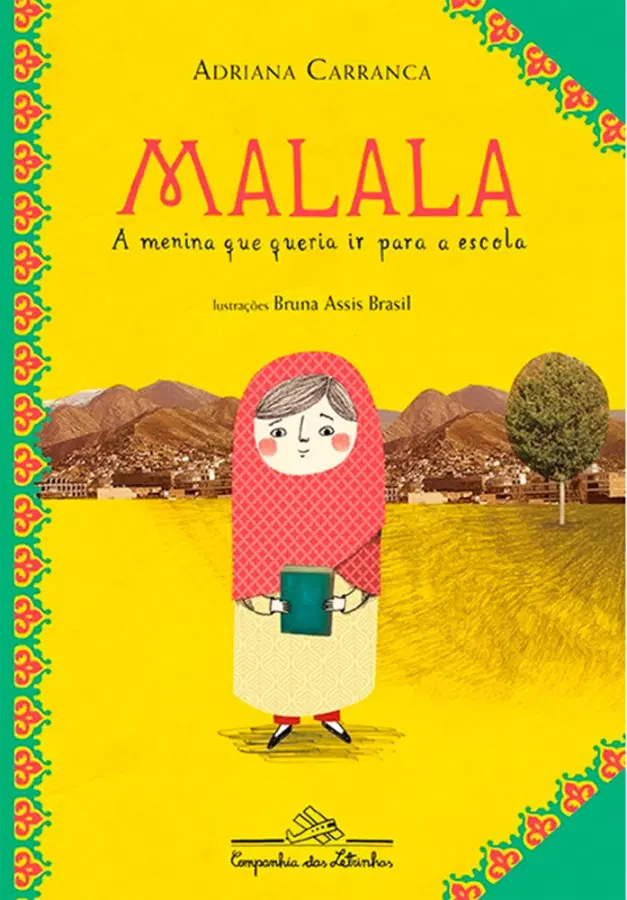 ADRIANA CARRANCA
MALALA
A menina que queria ir para a escola
lustrações Bruna Assis Brasil
Companhia das Letrinhas